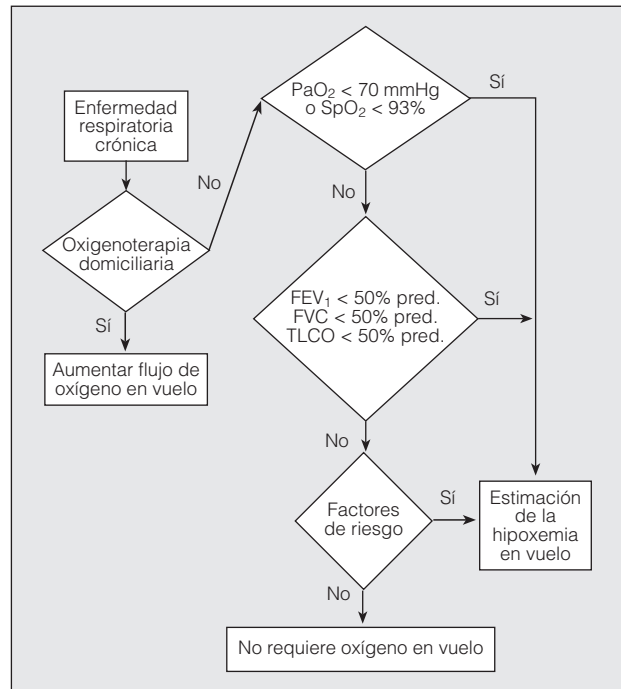 Enfermedad
respiratoria
crónica
Oxigenoterapia
domiciliaria
No
Sí
Aumentar flujo de
oxígeno en vuelo
PaO₂ < 70 mmHg
o SpO₂ < 93%
Sí
No
FEV₁ < 50% pred.
FVC < 50% pred.
TLCO < 50% pred.
Sí
No
Factores
de riesgo
Sí
Estimación
de la
hipoxemia
en vuelo
No
No requiere oxígeno en vuelo